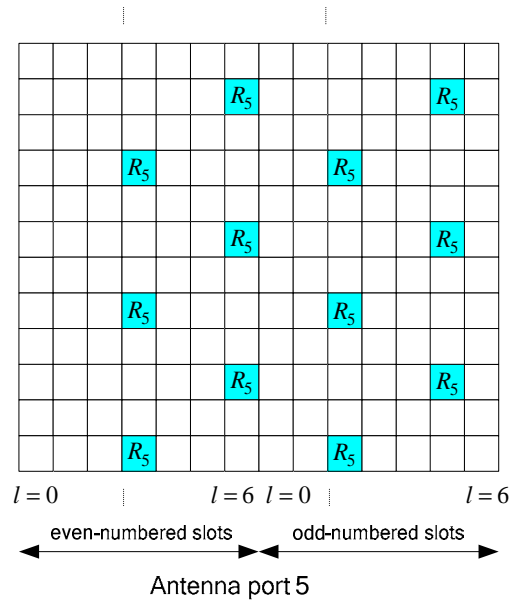 R5 R5
R5 R5
R5 R5
R5 R5
R5 R5
R5 R5
l = 0 l = 6 l = 0 l = 6
even-numbered slots odd-numbered slots
Antenna port 5